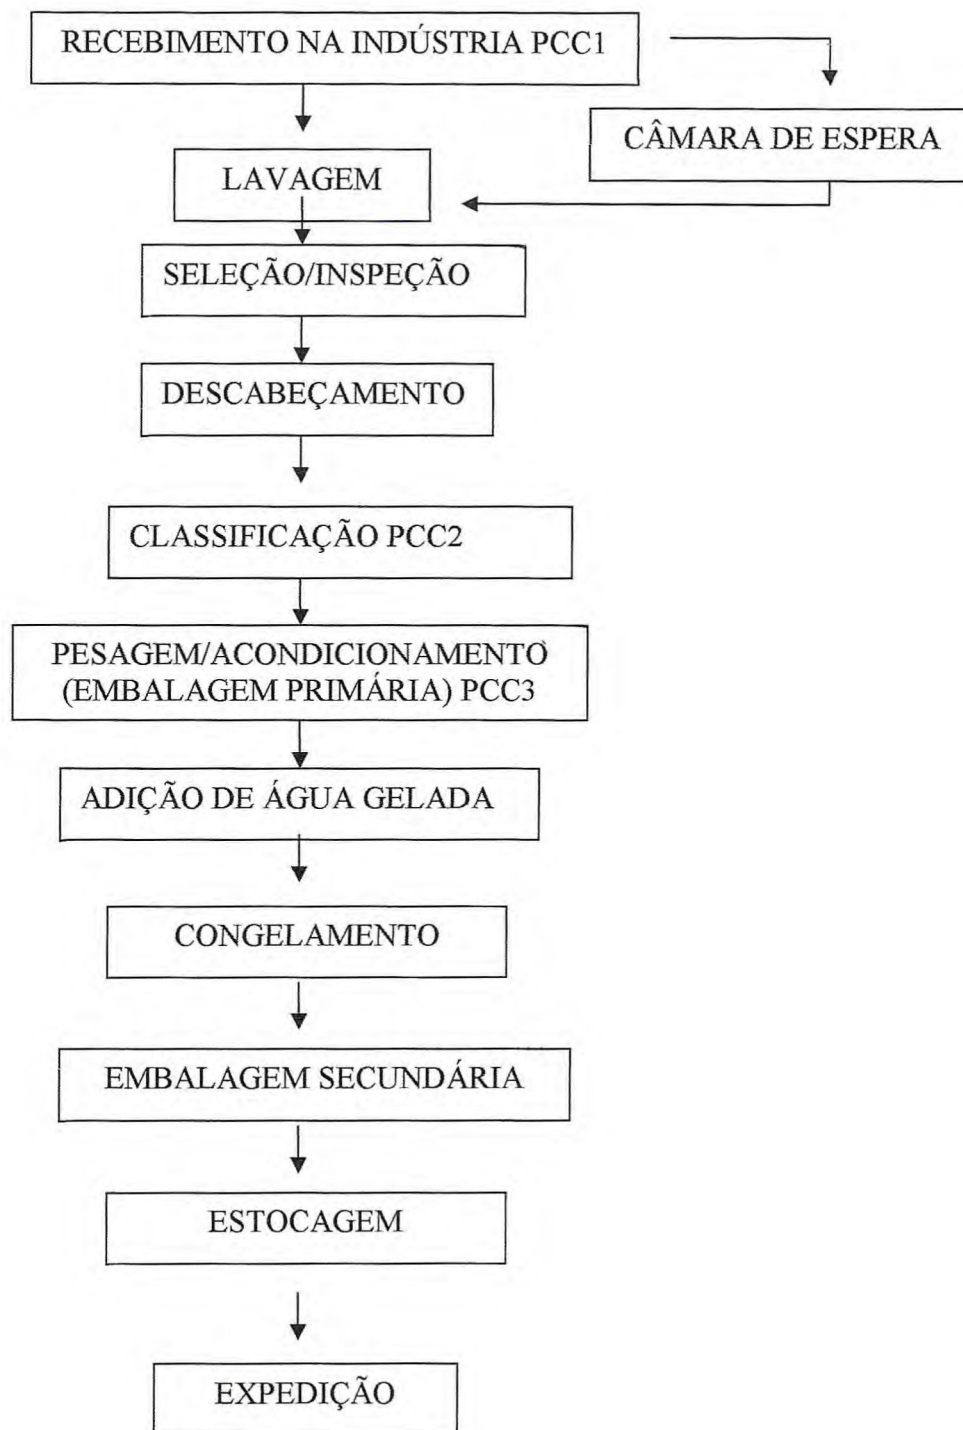 RECEBIMENTO NA INDÚSTRIA PCC1
CÂMARA DE ESPERA
LAVAGEM
SELEÇÃO/INSPEÇÃO
DESCABEÇAMENTO
CLASSIFICAÇÃO PCC2
PESAGEM/ACONDICIONAMENTO
(EMBALAGEM PRIMÁRIA) PCC3
ADIÇÃO DE ÁGUA GELADA
CONGELAMENTO
EMBALAGEM SECUNDÁRIA
ESTOCAGEM
EXPEDIÇÃO